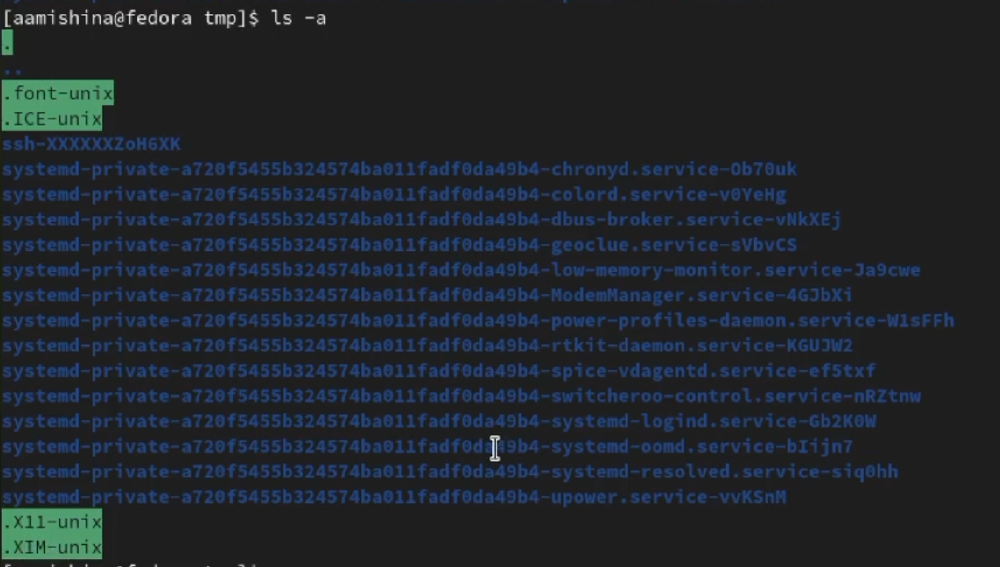 [aamishina@fedora tmp]$ ls -a
.
..
.font-unix
.ICE-unix
ssh-XXXXXXZoH6XK
systemd-private-a720f5455b324574ba011fadf0da49b4-chronyd.service-Ob70uk
systemd-private-a720f5455b324574ba011fadf0da49b4-colord.service-v0YeHg
systemd-private-a720f5455b324574ba011fadf0da49b4-dbus-broker.service-vNkXEj
systemd-private-a720f5455b324574ba011fadf0da49b4-geoclue.service-sVbvCS
systemd-private-a720f5455b324574ba011fadf0da49b4-low-memory-monitor.service-Ja9cwe
systemd-private-a720f5455b324574ba011fadf0da49b4-ModemManager.service-4GJbXi
systemd-private-a720f5455b324574ba011fadf0da49b4-power-profiles-daemon.service-W1sFFh
systemd-private-a720f5455b324574ba011fadf0da49b4-rtkit-daemon.service-KGUJW2
systemd-private-a720f5455b324574ba011fadf0da49b4-spice-vdagentd.service-ef5txf
systemd-private-a720f5455b324574ba011fadf0da49b4-switcheroo-control.service-nRZtnw
systemd-private-a720f5455b324574ba011fadf0da49b4-systemd-logind.service-Gb2K0W
systemd-private-a720f5455b324574ba011fadf0da49b4-systemd-oomd.service-bIijn7
systemd-private-a720f5455b324574ba011fadf0da49b4-systemd-resolved.service-siq0hh
systemd-private-a720f5455b324574ba011fadf0da49b4-upower.service-vvKSnM
.X11-unix
.XIM-unix